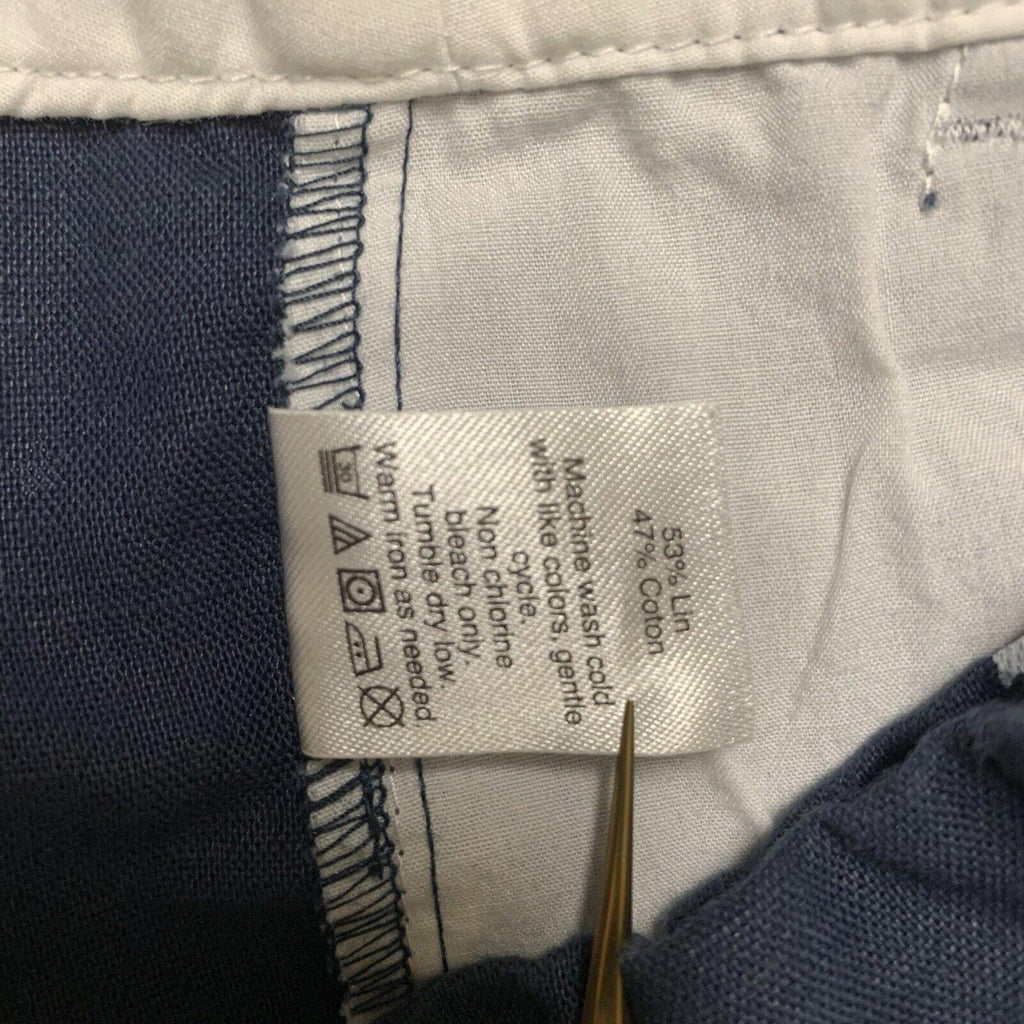 53% Lin
47% Coton
Machine wash cold
with like colors, gentle
cycle.
Non chlorine
bleach only.
Tumble dry low.
Warm iron as needed
30